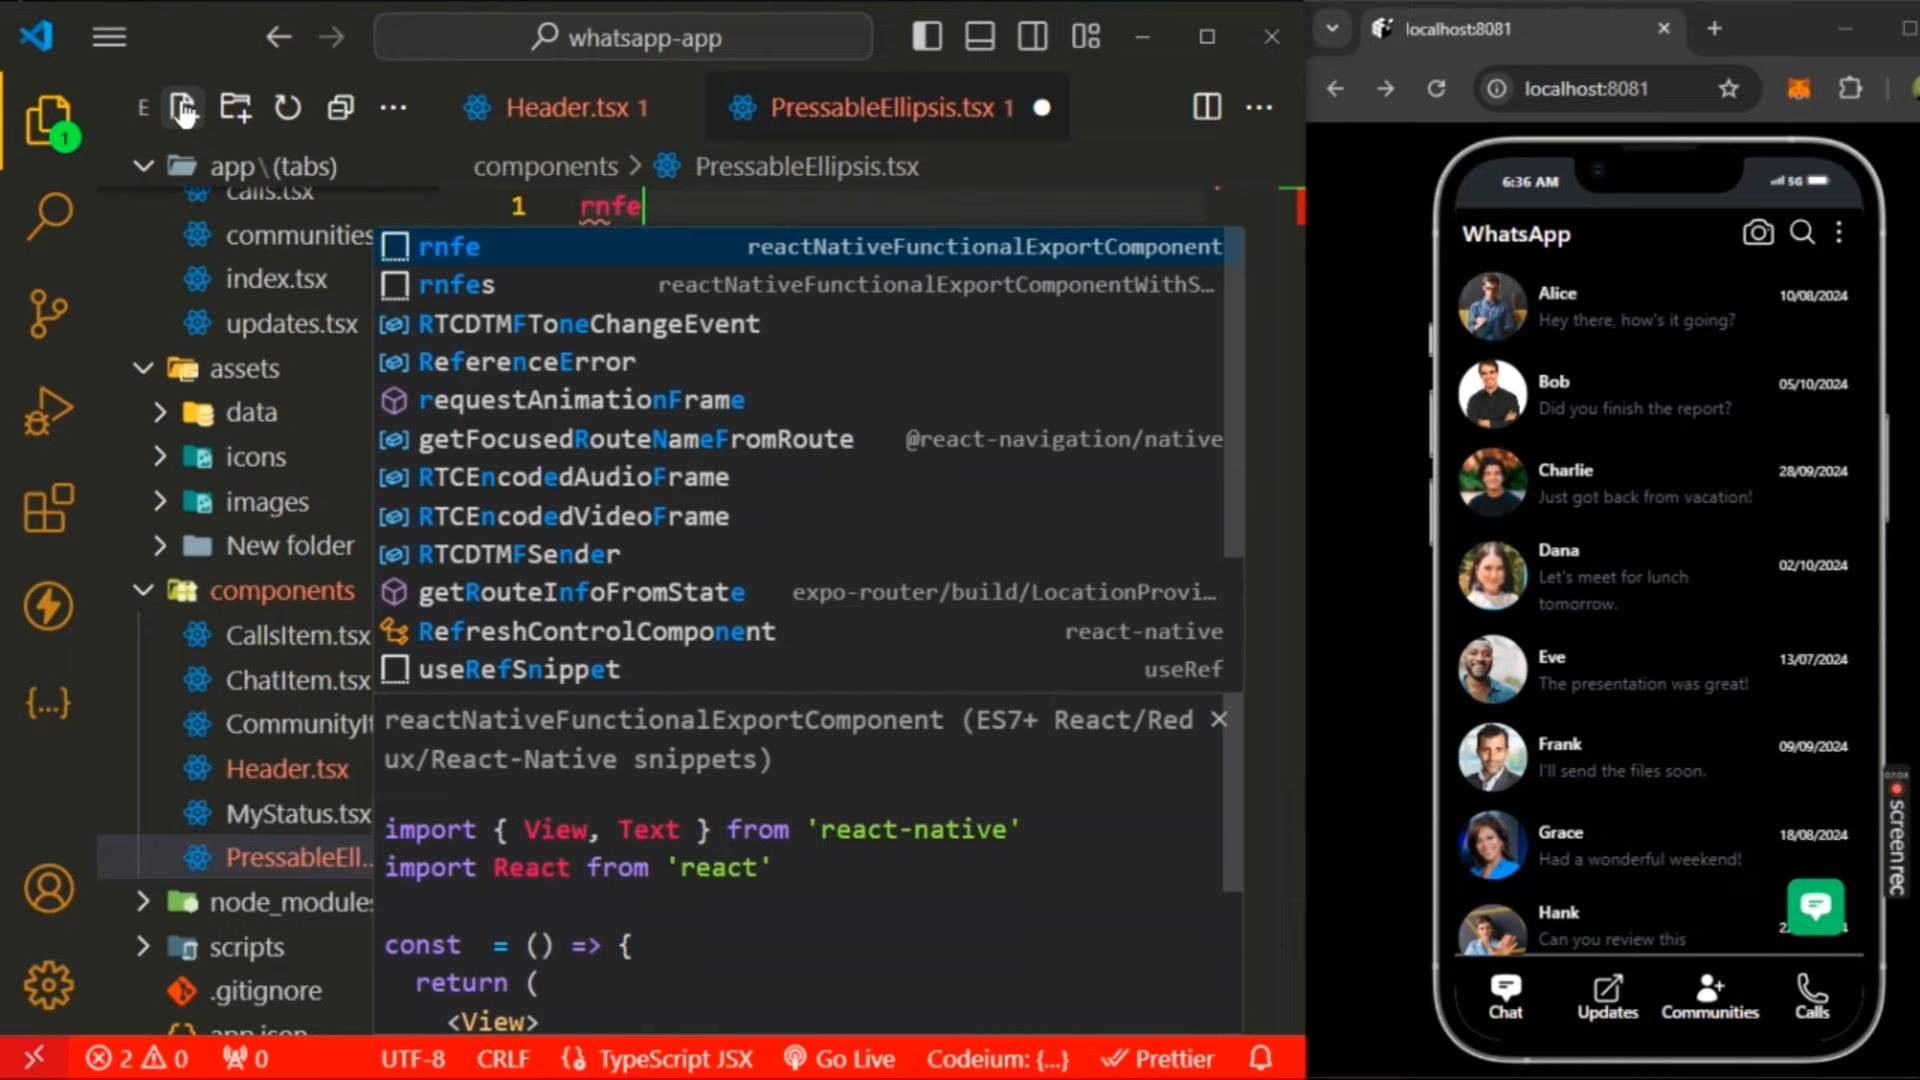 whatsapp-app
E
Header.tsx 1
PressableEllipsis.tsx 1
app\(tabs)
components > PressableEllipsis.tsx
calls.tsx
communities
index.tsx
updates.tsx
assets
data
icons
images
New folder
components
CallsItem.tsx
ChatItem.tsx
CommunityIt
Header.tsx
MyStatus.tsx
PressableEll...
node_modules
scripts
.gitignore
app.json
1
rnfe
rnfe reactNativeFunctionalExportComponent
rnfes reactNativeFunctionalExportComponentWithS...
RTCDTMFToneChangeEvent
ReferenceError
requestAnimationFrame
getFocusedRouteNameFromRoute @react-navigation/native
RTCEncodedAudioFrame
RTCEncodedVideoFrame
RTCDTMFSender
getRouteInfoFromState expo-router/build/LocationProvi...
RefreshControlComponent react-native
useRefSnippet useRef
reactNativeFunctionalExportComponent (ES7+ React/Red
ux/React-Native snippets)
import { View, Text } from 'react-native'
import React from 'react'
const = () => {
return (
<View>
1
{...}
2 0 0
UTF-8 CRLF TypeScript JSX Go Live Codeium: {...} Prettier
localhost:8081
localhost:8081
6:36 AM 5G
WhatsApp
Alice 10/08/2024
Hey there, how's it going?
Bob 05/10/2024
Did you finish the report?
Charlie 28/09/2024
Just got back from vacation!
Dana 02/10/2024
Let's meet for lunch
tomorrow.
Eve 13/07/2024
The presentation was great!
Frank 09/09/2024
I'll send the files soon.
Grace 18/08/2024
Had a wonderful weekend!
Hank
Can you review this
Chat Updates Communities Calls
screenrec